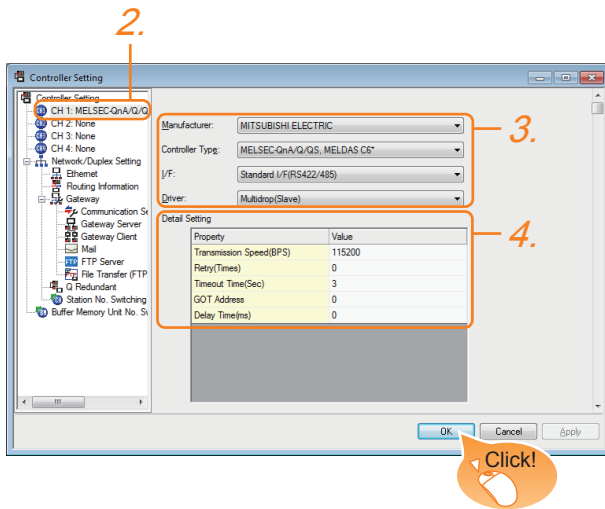 2.
Controller Setting
Controller Setting
CH 1: MELSEC-QnA/Q/Q
CH 2: None
CH 3: None
CH 4: None
Network/Duplex Setting
Ethernet
Routing Information
Gateway
Communication Se
Gateway Server
Gateway Client
Mail
FTP Server
File Transfer (FTP
Q Redundant
Station No. Switching
Buffer Memory Unit No. Sw
Manufacturer: MITSUBISHI ELECTRIC
Controller Type: MELSEC-QnA/Q/QS, MELDAS C6*
I/F: Standard I/F(RS422/485)
Driver: Multidrop(Slave)
3.
Detail Setting
Property Value
Transmission Speed(BPS) 115200
Retry(Times) 0
Timeout Time(Sec) 3
GOT Address 0
Delay Time(ms) 0
4.
OK Cancel Apply
Click!